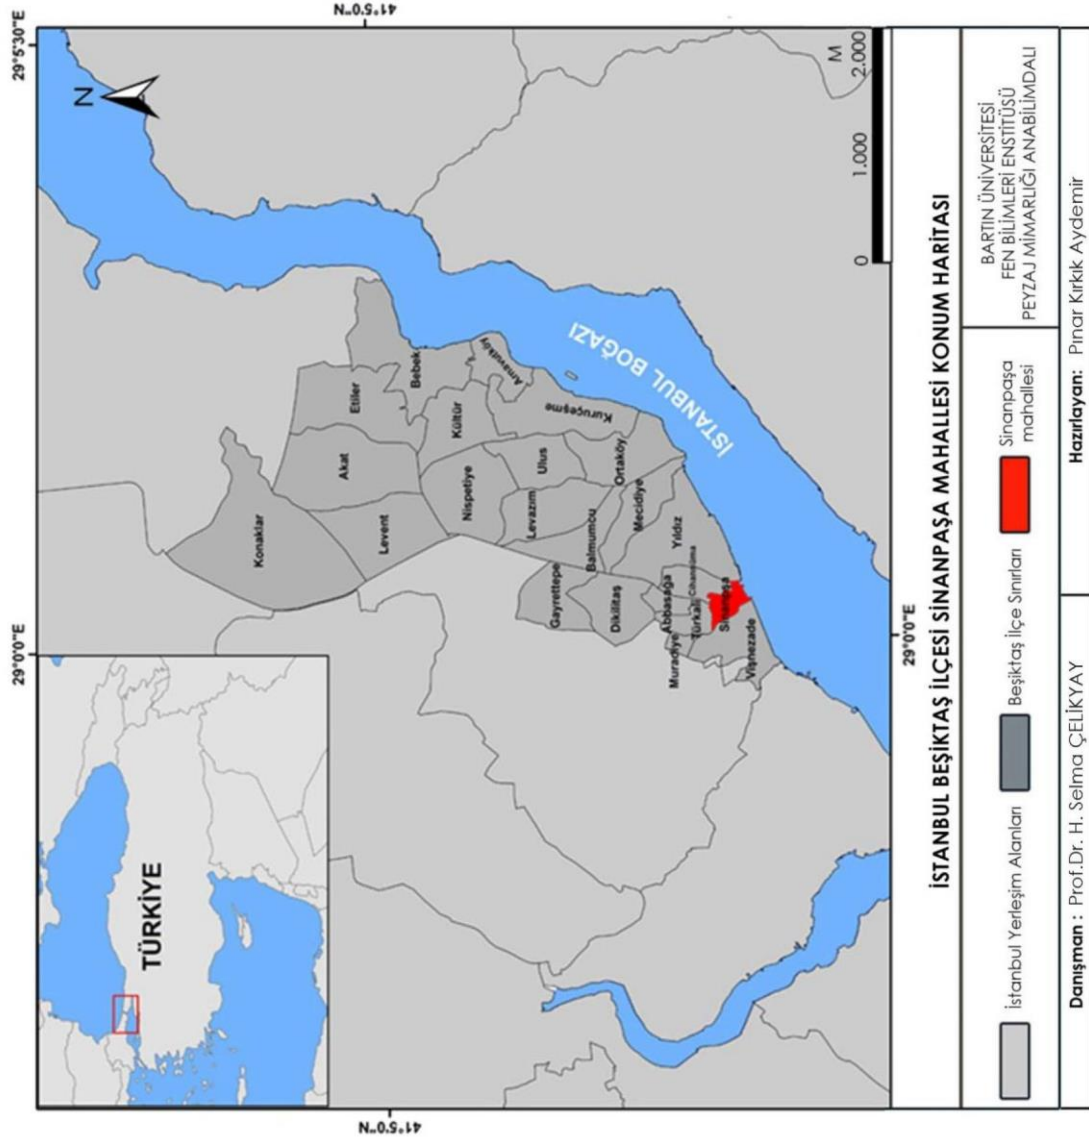 29°0'0"E
29°5'30"E
41°5'0"N
41°5'0"N
N
TÜRKİYE
Konaklar
Akat
Etiler
Levent
Bebek
Kültür
Nispetiye
Arnavutköy
Ulus
Levazım
Kuruçeşme
Gayrettepe
Balmumcu
Ortaköy
Dikilitaş
Mecidiye
Abbasağa
Yıldız
Muradiye
Türkali
Cihannüma
Sinanpaşa
Vişnezade
İSTANBUL BOĞAZI
M
0 1.000 2.000
29°0'0"E
İSTANBUL BEŞİKTAŞ İLÇESİ SİNANPAŞA MAHALLESİ KONUM HARİTASI
İstanbul Yerleşim Alanları
Beşiktaş İlçe Sınırları
Sinanpaşa
mahallesi
BARTIN ÜNİVERSİTESİ
FEN BİLİMLERİ ENSTİTÜSÜ
PEYZAJ MİMARLIĞI ANABİLİMDALI
Danışman : Prof.Dr. H. Selma ÇELİKYAY
Hazırlayan: Pınar Kırkık Aydemir